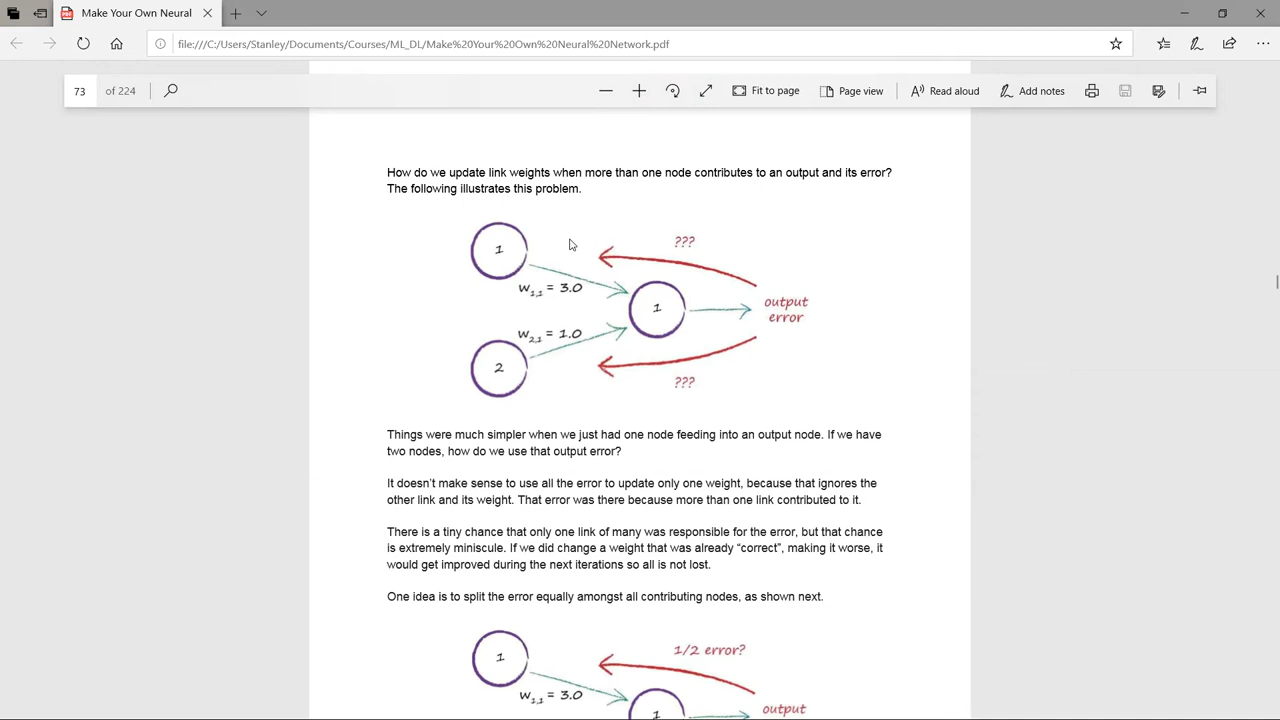 Make Your Own Neural
file:///C:/Users/Stanley/Documents/Courses/ML_DL/Make%20Your%20Own%20Neural%20Network.pdf
73 of 224 Fit to page Page view Read aloud Add notes
How do we update link weights when more than one node contributes to an output and its error?
The following illustrates this problem.
???
1
w1,1 = 3.0
1
output
error
w2,1 = 1.0
2
???
Things were much simpler when we just had one node feeding into an output node. If we have
two nodes, how do we use that output error?
It doesn't make sense to use all the error to update only one weight, because that ignores the
other link and its weight. That error was there because more than one link contributed to it.
There is a tiny chance that only one link of many was responsible for the error, but that chance
is extremely miniscule. If we did change a weight that was already “correct”, making it worse, it
would get improved during the next iterations so all is not lost.
One idea is to split the error equally amongst all contributing nodes, as shown next.
1/2 error?
1
w1,1 = 3.0
1
output